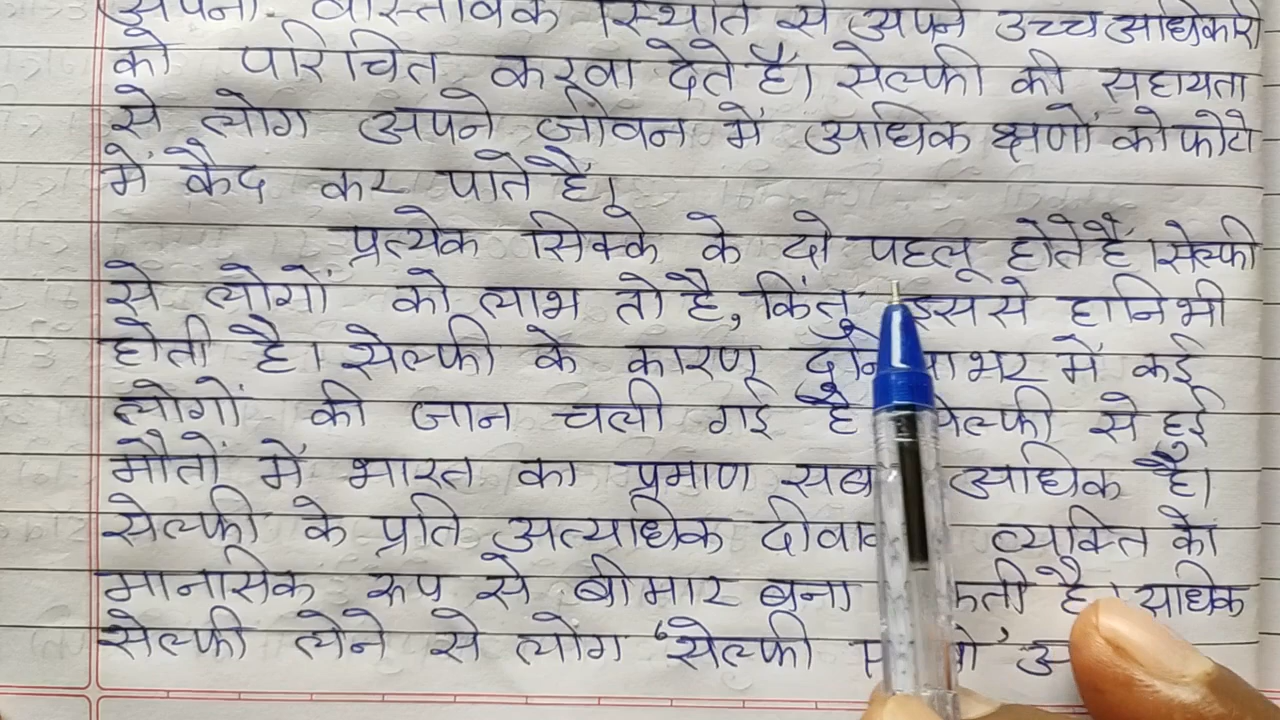 अपनी वास्तविक स्थिति से अपने उच्च अधिकारी
को परिचित करवा देते है। सेल्फी की सहायता
से लोग अपने जीवन में अधिक क्षणों को फोटो
में कैद कर पाते है।
प्रत्येक सिक्के के दो पहलू होते है। सेल्फी
से लोगों को लाभ तो है, किंतु इससे हानि भी
होती है। सेल्फी के कारण भर में कई
लोगों की जान चली गई है सेल्फी से हुई
मौतों में भारत का प्रमाण अधिक है।
सेल्फी के प्रति अत्याधिक व्यक्ति को
मानसिक रूप से बीमार बना है। अधिक
सेल्फी लेने से लोग 'सेल्फी